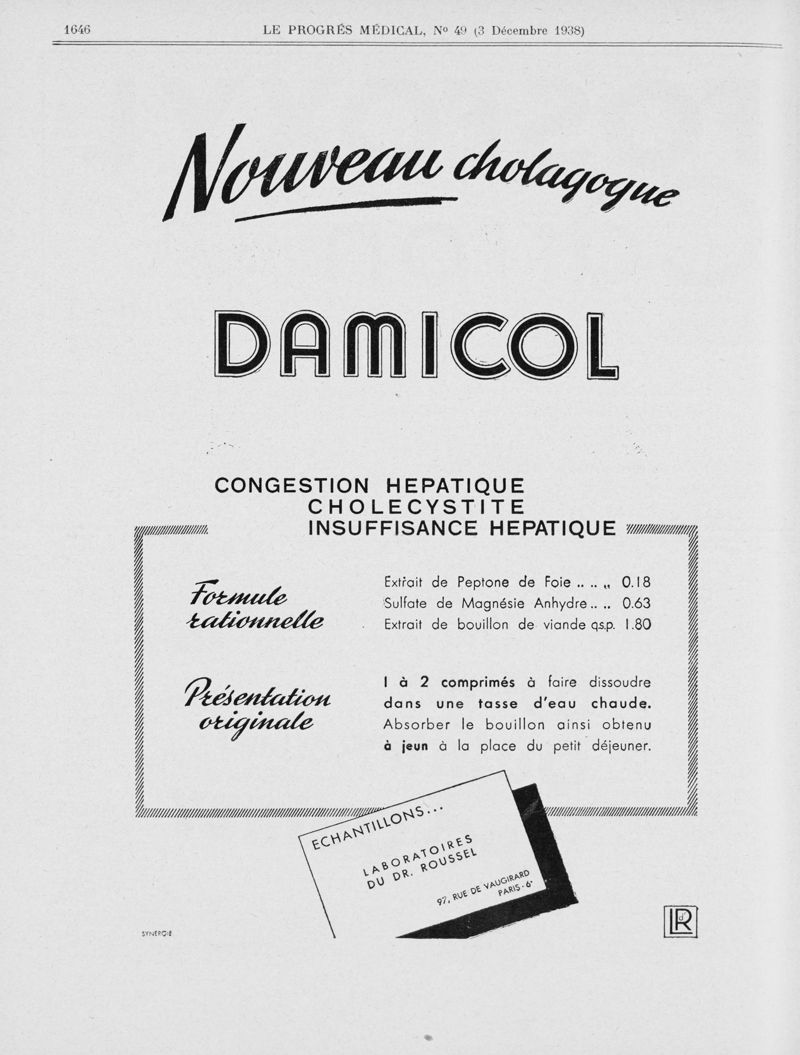 1646
LE PROGRÉS MÉDICAL, Nº 49 (3 Décembre 1938)
Nouveau cholagogue
DAMICOL
CONGESTION HEPATIQUE
CHOLECYSTITE
INSUFFISANCE HEPATIQUE
Formule
rationnelle
Extrait de Peptone de Foie .. .. „ 0.18
Sulfate de Magnésie Anhydre .. .. 0.63
Extrait de bouillon de viande q.s.p. 1.80
Présentation
originale
1 à 2 comprimés à faire dissoudre
dans une tasse d'eau chaude.
Absorber le bouillon ainsi obtenu
à jeun à la place du petit déjeuner.
ECHANTILLONS...
LABORATOIRES
DU DR. ROUSSEL
97, RUE DE VAUGIRARD
PARIS-6ᵉ
SYNERGIE
LdR